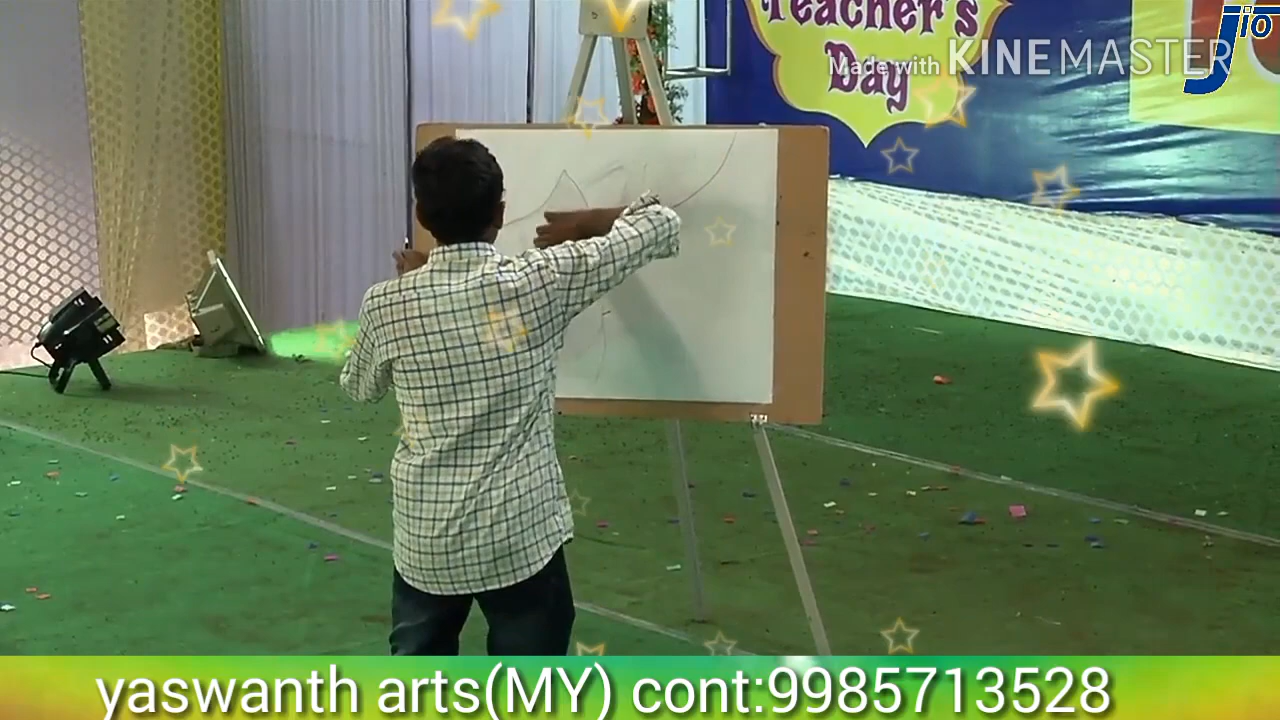 Teacher's
Day
Made with KINEMASTER
Jio
yaswanth arts(MY) cont:9985713528